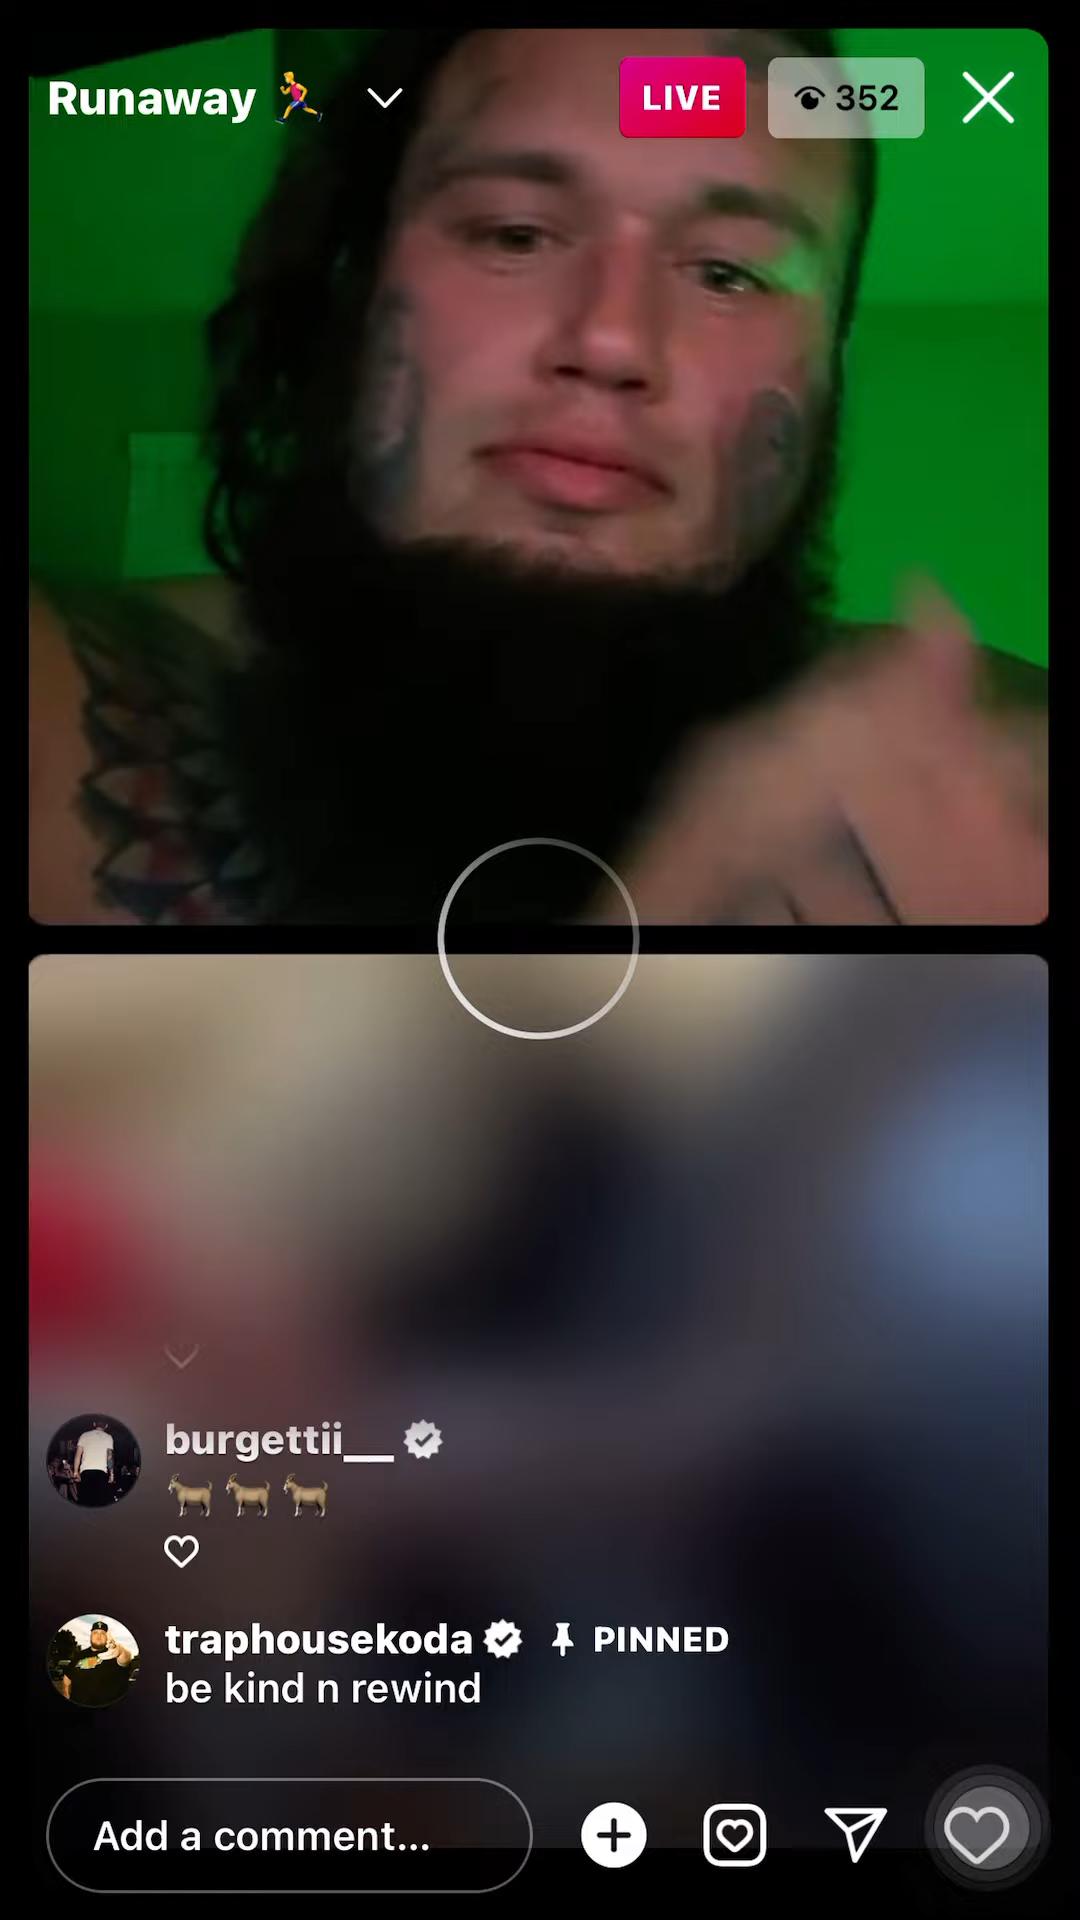 Runaway 🏃
LIVE
352
burgettii__
🐐🐐🐐
traphousekoda PINNED
be kind n rewind
Add a comment...